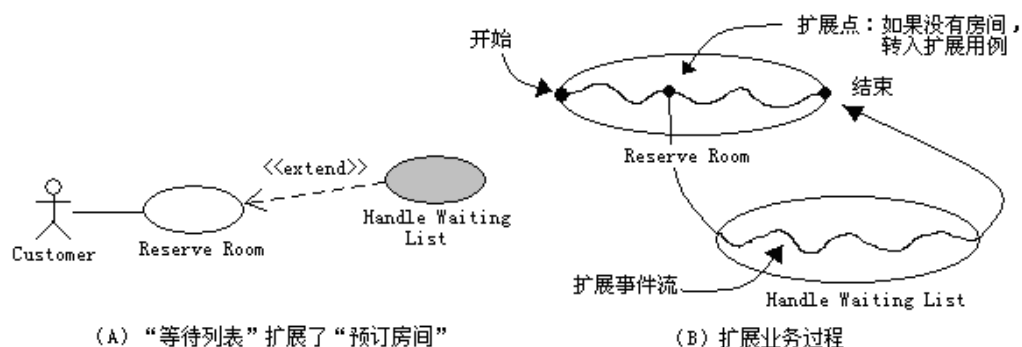 开始
扩展点：如果没有房间，
转入扩展用例
结束
Reserve Room
<<extend>>
Customer
Reserve Room
Handle Waiting
List
扩展事件流
Handle Waiting List
(A) “等待列表”扩展了“预订房间”
(B) 扩展业务过程